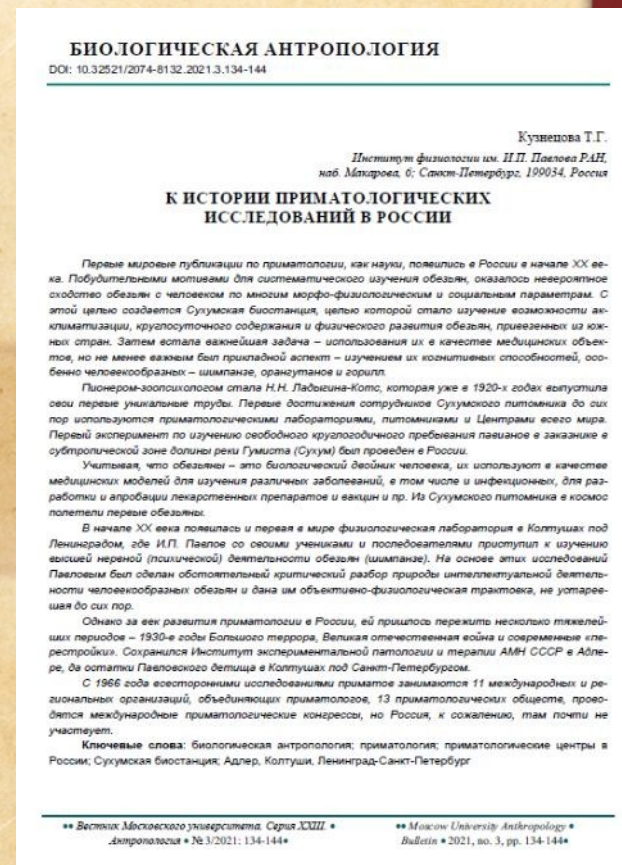 БИОЛОГИЧЕСКАЯ АНТРОПОЛОГИЯ
DOI: 10.32521/2074-8132.2021.3.134-144
Кузнецова Т.Г.
Институт физиологии им. И.П. Павлова РАН,
наб. Макарова, 6; Санкт-Петербург, 199034, Россия
К ИСТОРИИ ПРИМАТОЛОГИЧЕСКИХ
ИССЛЕДОВАНИЙ В РОССИИ
Первые мировые публикации по приматологии, как науки, появились в России в начале XX ве-
ка. Побудительными мотивами для систематического изучения обезьян, оказалось невероятное
сходство обезьян с человеком по многим морфо-физиологическим и социальным параметрам. С
этой целью создается Сухумская биостанция, целью которой стало изучение возможности ак-
климатизации, круглосуточного содержания и физического развития обезьян, привезенных из юж-
ных стран. Затем встала важнейшая задача – использования их в качестве медицинских объек-
тов, но не менее важным был прикладной аспект – изучением их когнитивных способностей, осо-
бенно человекообразных – шимпанзе, орангутанов и горилл.
Пионером-зоопсихологом стала Н.Н. Ладыгина-Котс, которая уже в 1920-х годах выпустила
свои первые уникальные труды. Первые достижения сотрудников Сухумского питомника до сих
пор используются приматологическими лабораториями, питомниками и Центрами всего мира.
Первый эксперимент по изучению свободного круглогодичного пребывания павианов в заказнике в
субтропической зоне долины реки Гумиста (Сухум) был проведен в России.
Учитывая, что обезьяны – это биологический двойник человека, их используют в качестве
медицинских моделей для изучения различных заболеваний, в том числе и инфекционных, для раз-
работки и апробации лекарственных препаратов и вакцин и пр. Из Сухумского питомника в космос
полетели первые обезьяны.
В начале XX века появилась и первая в мире физиологическая лаборатория в Колтушах под
Ленинградом, где И.П. Павлов со своими учениками и последователями приступил к изучению
высшей нервной (психической) деятельности обезьян (шимпанзе). На основе этих исследований
Павловым был сделан обстоятельный критический разбор природы интеллектуальной деятель-
ности человекообразных обезьян и дана им объективно-физиологическая трактовка, не устарев-
шая до сих пор.
Однако за век развития приматологии в России, ей пришлось пережить несколько тяжелей-
ших периодов – 1930-е годы Большого террора, Великая отечественная война и современные «пе-
рестройки». Сохранился Институт экспериментальной патологии и терапии АМН СССР в Адле-
ре, да остатки Павловского детища в Колтушах под Санкт-Петербургом.
С 1966 года всесторонними исследованиями приматов занимаются 11 международных и ре-
гиональных организаций, объединяющих приматологов, 13 приматологических обществ, прово-
дятся международные приматологические конгрессы, но Россия, к сожалению, там почти не
участвует.
Ключевые слова: биологическая антропология; приматология; приматологические центры в
России; Сухумская биостанция; Адлер, Колтуши, Ленинград-Санкт-Петербург
•• Вестник Московского университета. Серия XXIII. •
Антропология • № 3/2021: 134-144•
•• Moscow University Anthropology •
Bulletin • 2021, no. 3, pp. 134-144•